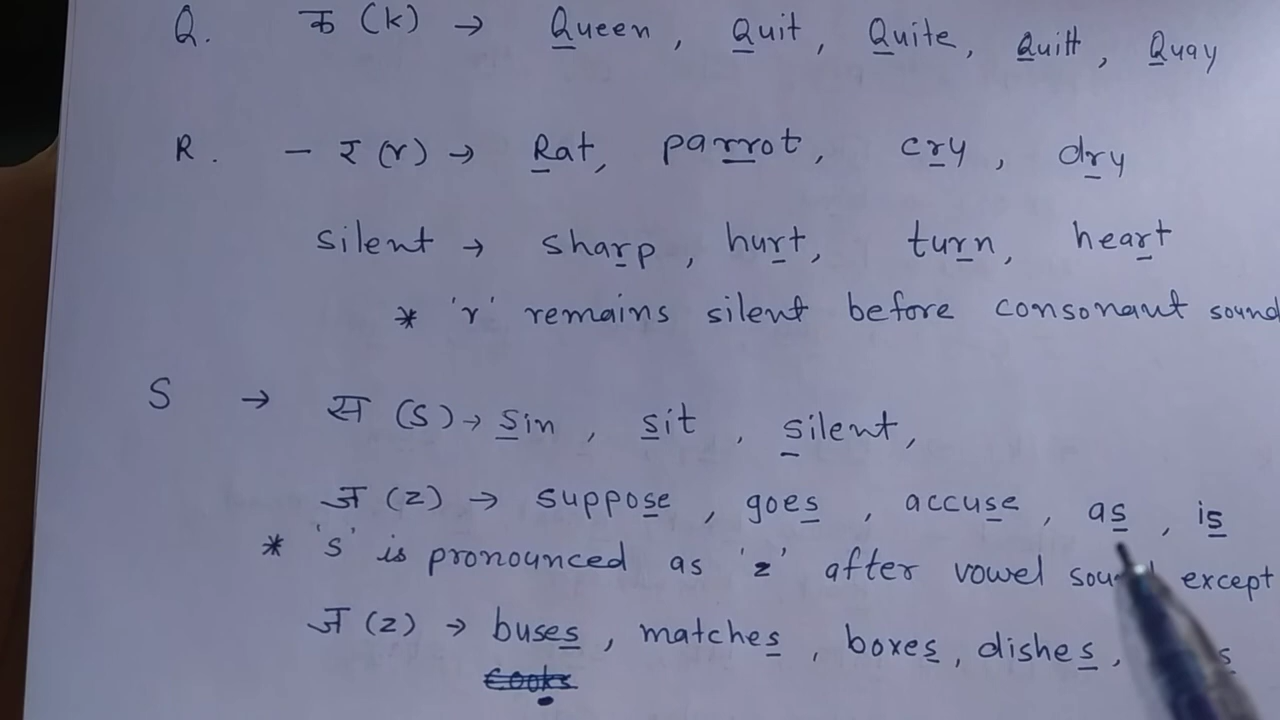 Q. क (k) → Queen, Quit, Quite, Quilt, Quay
R. - र (r) → Rat, parrot, cry, dry
silent → sharp, hurt, turn, heart
* 'r' remains silent before consonant sound
S → स (s) → sin, sit, silent,
ज (z) → suppose, goes, accuse, as, is
* 's' is pronounced as 'z' after vowel except
ज (z) → buses, matches, boxes, dishes,